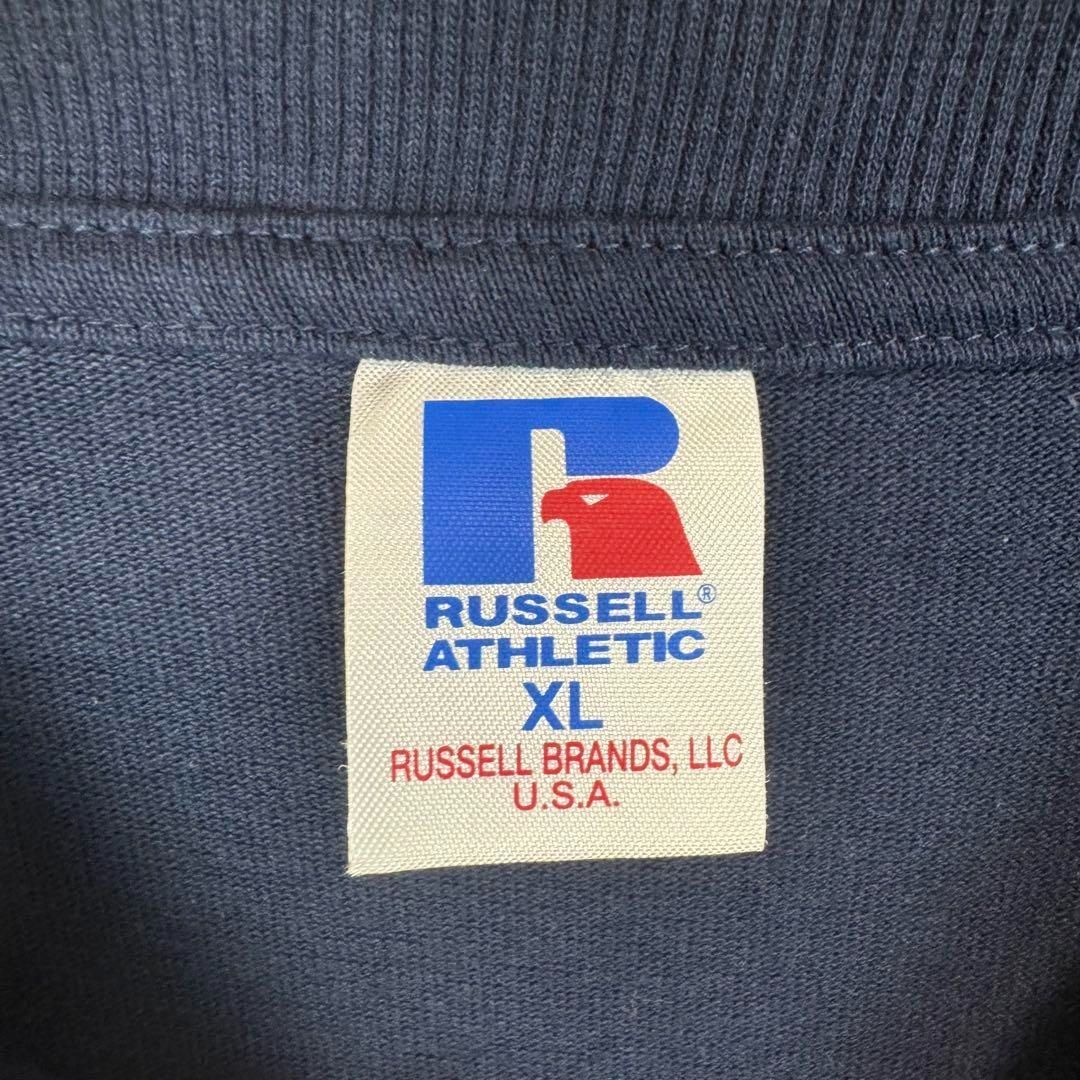 RUSSELL®
ATHLETIC
XL
RUSSELL BRANDS, LLC
U.S.A.